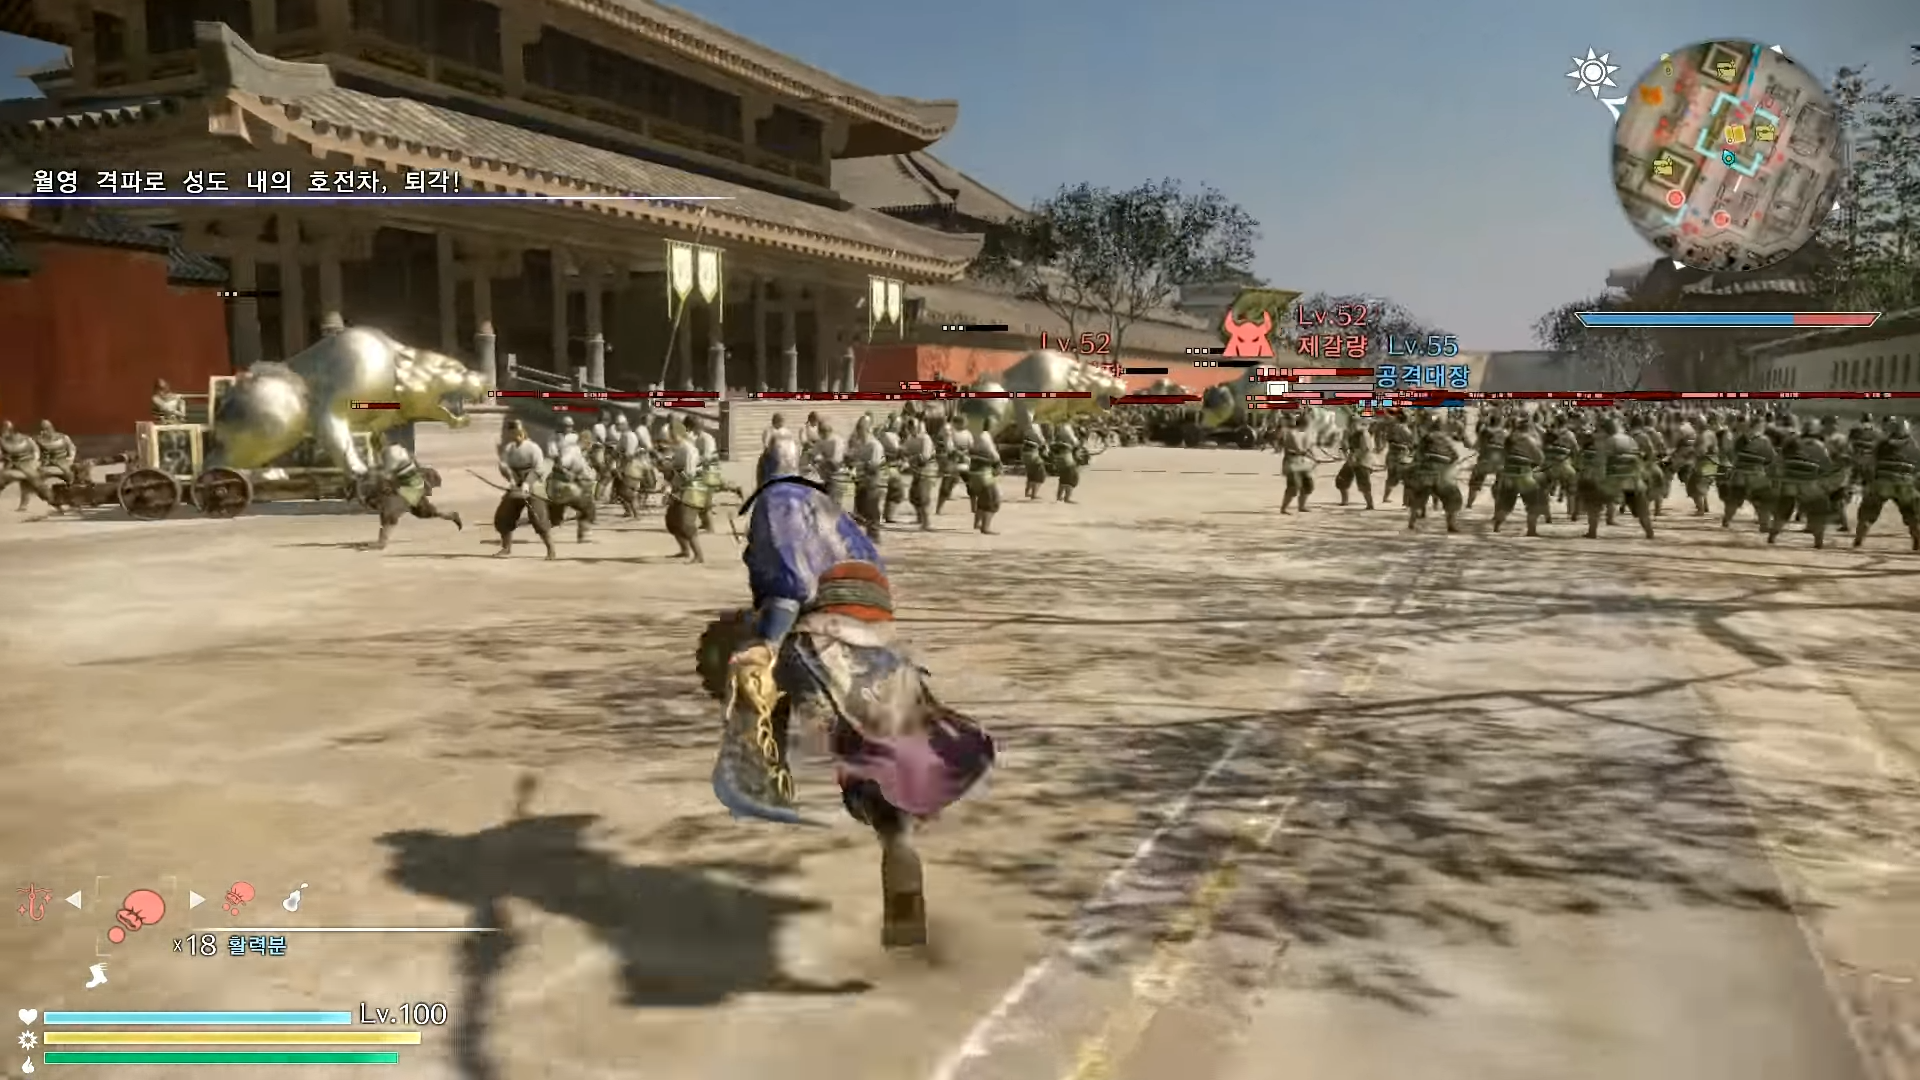 월영 격파로 성도 내의 호전차, 퇴각!
Lv.52
Lv.52
제갈량
Lv.55
공격대장
x18 활력분
Lv.100